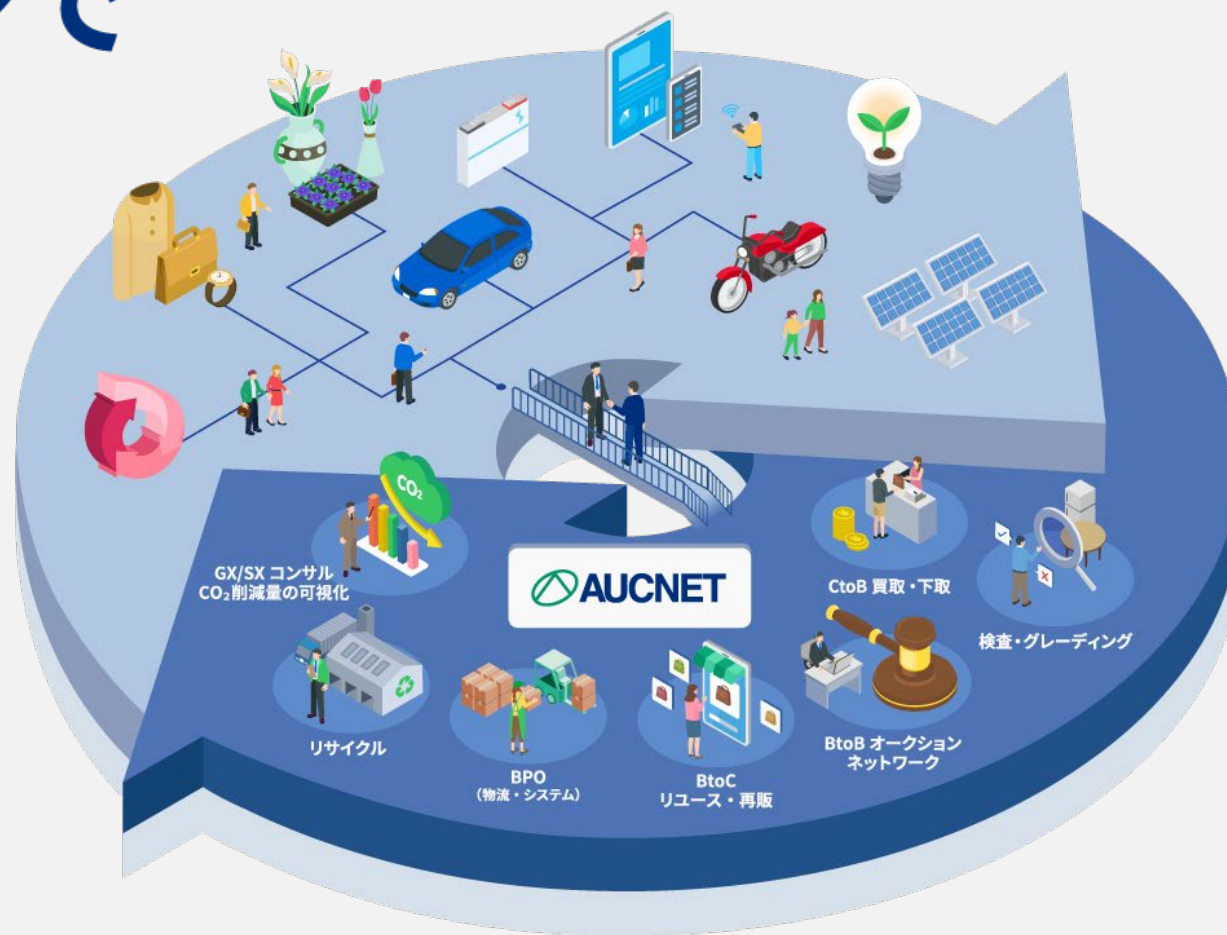 CO₂
GX/SX コンサル
CO₂削減量の可視化
AUCNET
CtoB 買取・下取
検査・グレーディング
リサイクル
BPO
（物流・システム）
BtoC
リユース・再販
BtoB オークション
ネットワーク